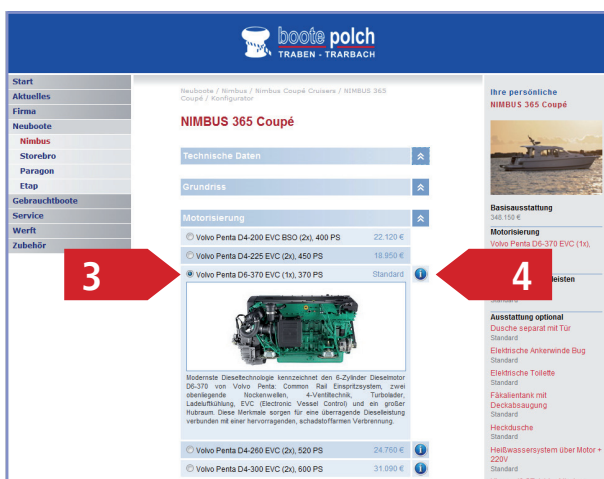 boote polch
TRABEN - TRARBACH
Start
Aktuelles
Firma
Neuboote
Nimbus
Storebro
Paragon
Etap
Gebrauchtboote
Service
Werft
Zubehör
Neuboote / Nimbus / Nimbus Coupé Cruisers / NIMBUS 365
Coupé / Konfigurator
NIMBUS 365 Coupé
Technische Daten
Grundriss
Motorisierung
Volvo Penta D4-200 EVC BSO (2x), 400 PS 22.120 €
Volvo Penta D4-225 EVC (2x), 450 PS 18.950 €
Volvo Penta D6-370 EVC (1x), 370 PS Standard
3
4
Modernste Dieseltechnologie kennzeichnet den 6-Zylinder Dieselmotor
D6-370 von Volvo Penta: Common Rail Einspritzsystem, zwei
obenliegende Nockenwellen, 4-Ventiltechnik, Turbolader,
Ladeluftkühlung, EVC (Electronic Vessel Control) und ein großer
Hubraum. Diese Merkmale sorgen für eine überragende Dieselleistung
verbunden mit einer hervorragenden, schadstoffarmen Verbrennung.
Volvo Penta D4-260 EVC (2x), 520 PS 24.760 €
Volvo Penta D4-300 EVC (2x), 600 PS 31.090 €
Ihre persönliche
NIMBUS 365 Coupé
Basisausstattung
346.150 €
Motorisierung
Volvo Penta D6-370 EVC (1x),
leisten
Standard
Ausstattung optional
Dusche separat mit Tür
Standard
Elektrische Ankerwinde Bug
Standard
Elektrische Toilette
Standard
Fäkalientank mit
Deckabsaugung
Standard
Heckdusche
Standard
Heißwassersystem über Motor +
220V
Standard